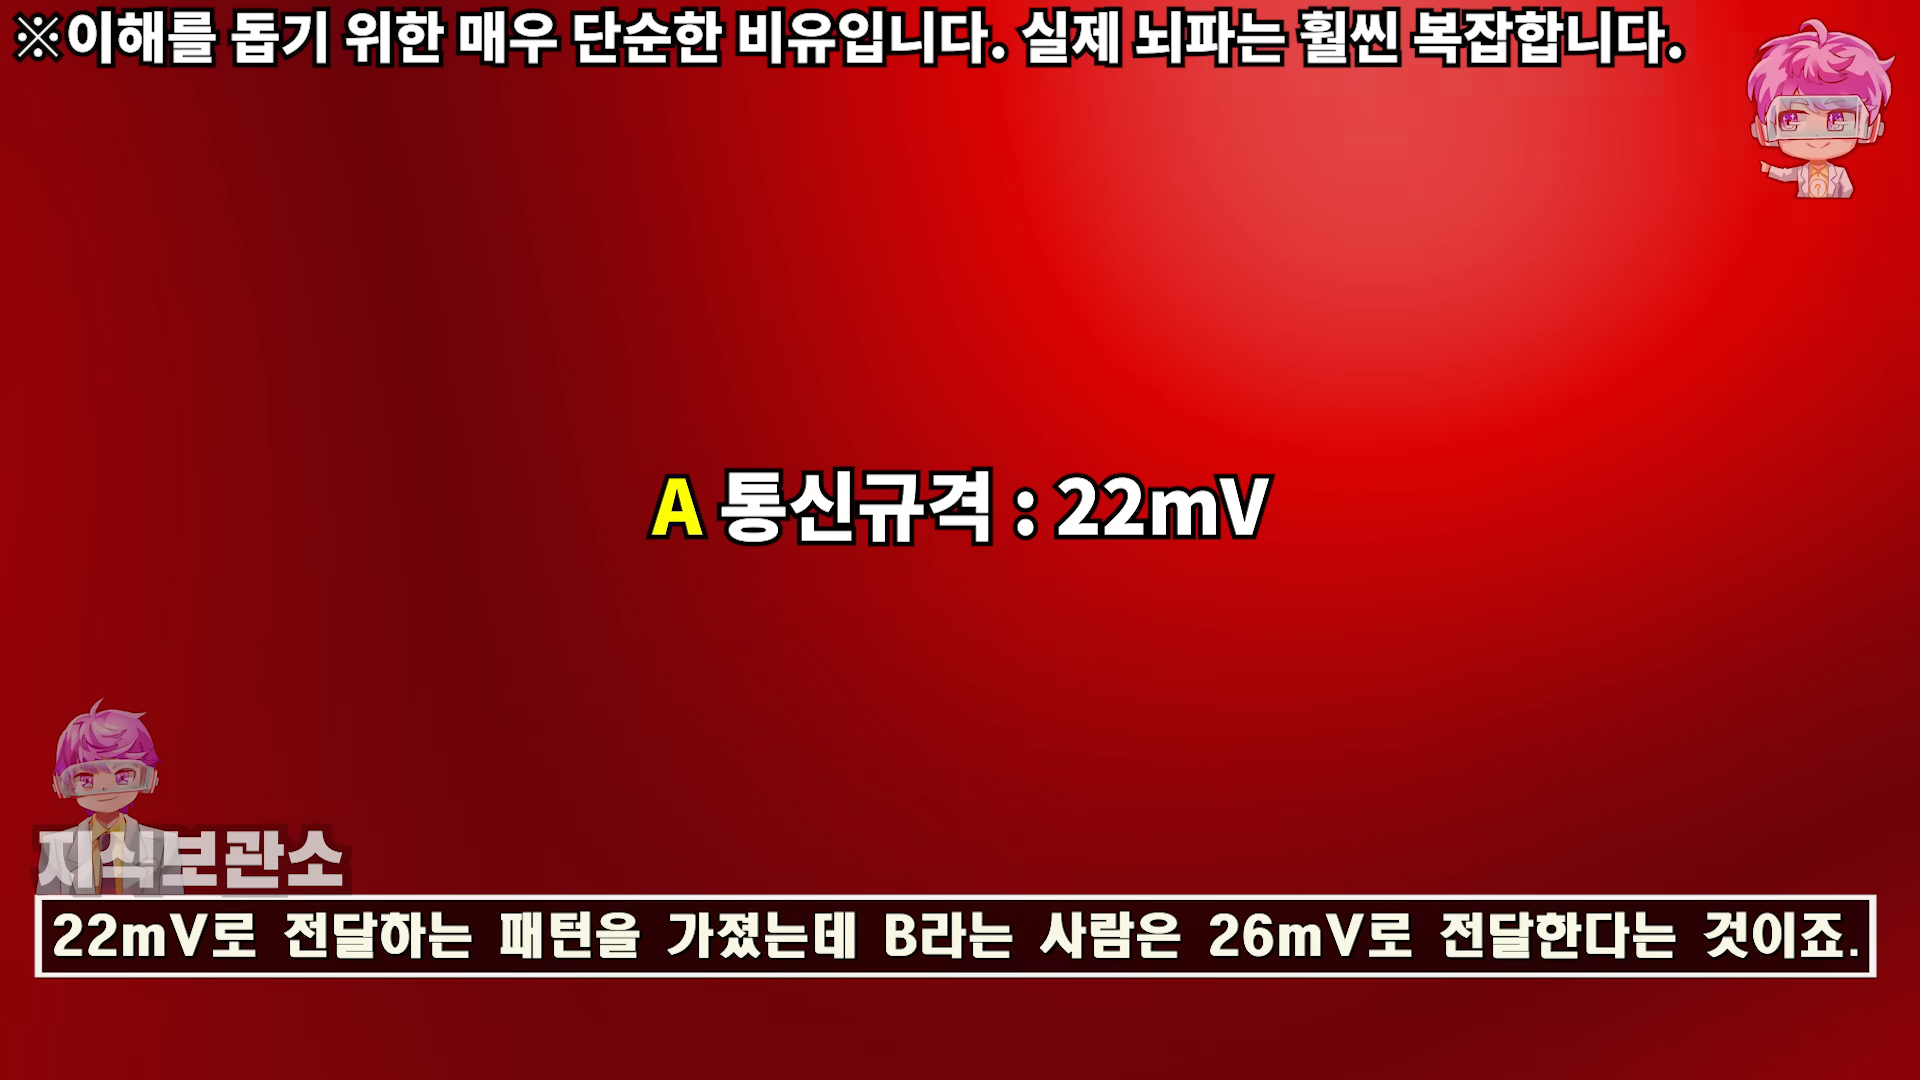 ※이해를 돕기 위한 매우 단순한 비유입니다. 실제 뇌파는 훨씬 복잡합니다.
A 통신규격 : 22mV
지식보관소
22mV로 전달하는 패턴을 가졌는데 B라는 사람은 26mV로 전달한다는 것이죠.